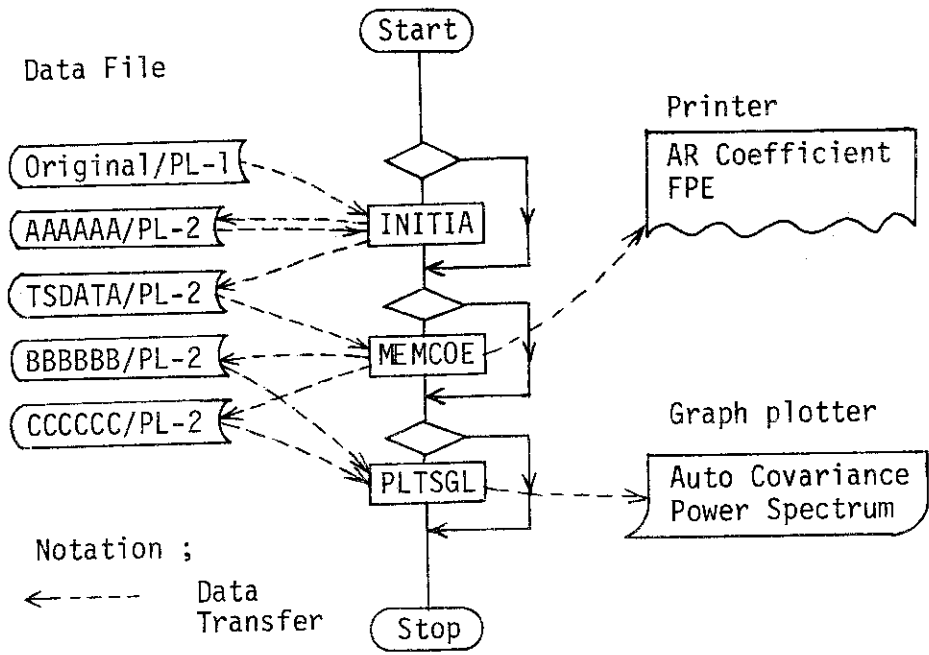 Start
Data File
Printer
Original/PL-1
AR Coefficient
FPE
AAAAAA/PL-2
INITIA
TSDATA/PL-2
BBBBBB/PL-2
MEMCOE
CCCCCC/PL-2
Graph plotter
PLTSGL
Auto Covariance
Power Spectrum
Notation ;
Data
Transfer
Stop